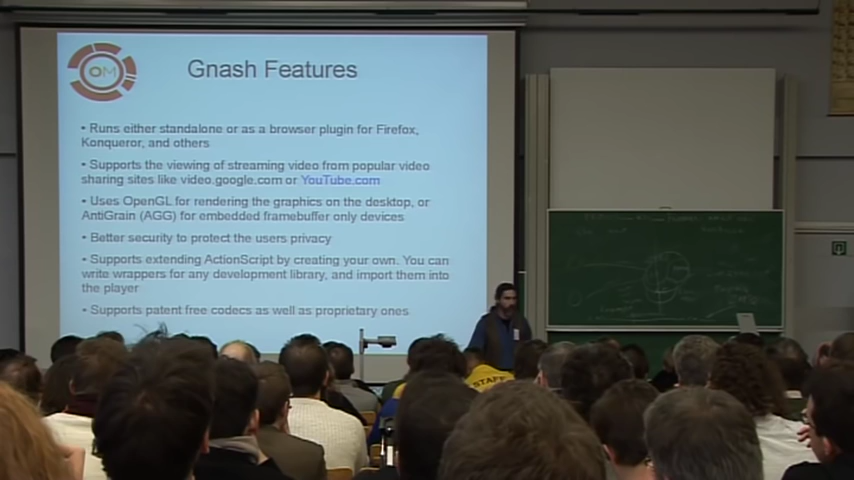 OM
Gnash Features
• Runs either standalone or as a browser plugin for Firefox,
Konqueror, and others
• Supports the viewing of streaming video from popular video
sharing sites like video.google.com or YouTube.com
• Uses OpenGL for rendering the graphics on the desktop, or
AntiGrain (AGG) for embedded framebuffer only devices
• Better security to protect the users privacy
• Supports extending ActionScript by creating your own. You can
write wrappers for any development library, and import them into
the player
• Supports patent free codecs as well as proprietary ones
STAFF